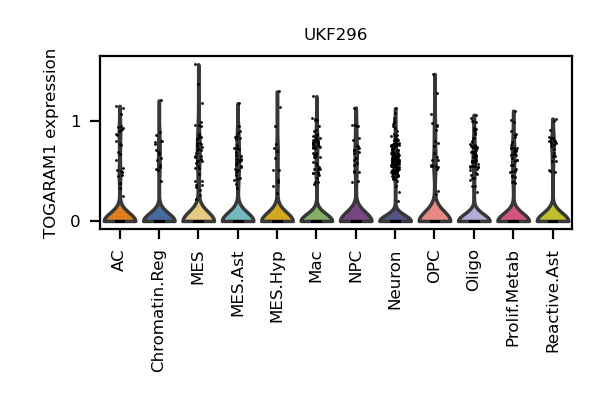 UKF296
TOGARAM1 expression
1
0
AC
Chromatin.Reg
MES
MES.Ast
MES.Hyp
Mac
NPC
Neuron
OPC
Oligo
Prolif.Metab
Reactive.Ast